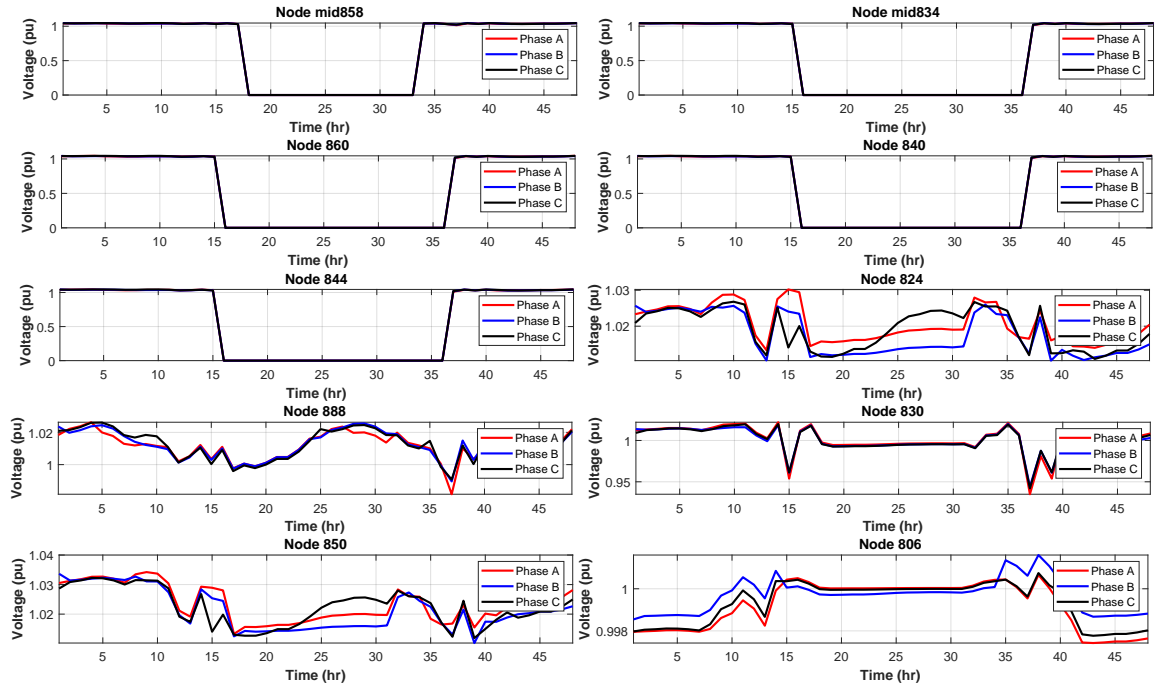 Node mid858
Voltage (pu)
1
0.5
0
Phase A
Phase B
Phase C
5 10 15 20 25 30 35 40 45
Time (hr)
Node mid834
Voltage (pu)
1
0.5
0
Phase A
Phase B
Phase C
5 10 15 20 25 30 35 40 45
Time (hr)
Node 860
Voltage (pu)
1
0.5
0
Phase A
Phase B
Phase C
5 10 15 20 25 30 35 40 45
Time (hr)
Node 840
Voltage (pu)
1
0.5
0
Phase A
Phase B
Phase C
5 10 15 20 25 30 35 40 45
Time (hr)
Node 844
Voltage (pu)
1
0.5
0
Phase A
Phase B
Phase C
5 10 15 20 25 30 35 40 45
Time (hr)
Node 824
Voltage (pu)
1.03
1.02
Phase A
Phase B
Phase C
5 10 15 20 25 30 35 40 45
Time (hr)
Node 888
Voltage (pu)
1.02
1
Phase A
Phase B
Phase C
5 10 15 20 25 30 35 40 45
Time (hr)
Node 830
Voltage (pu)
1
0.95
Phase A
Phase B
Phase C
5 10 15 20 25 30 35 40 45
Time (hr)
Node 850
Voltage (pu)
1.04
1.03
1.02
Phase A
Phase B
Phase C
5 10 15 20 25 30 35 40 45
Time (hr)
Node 806
Voltage (pu)
1
0.998
Phase A
Phase B
Phase C
5 10 15 20 25 30 35 40 45
Time (hr)